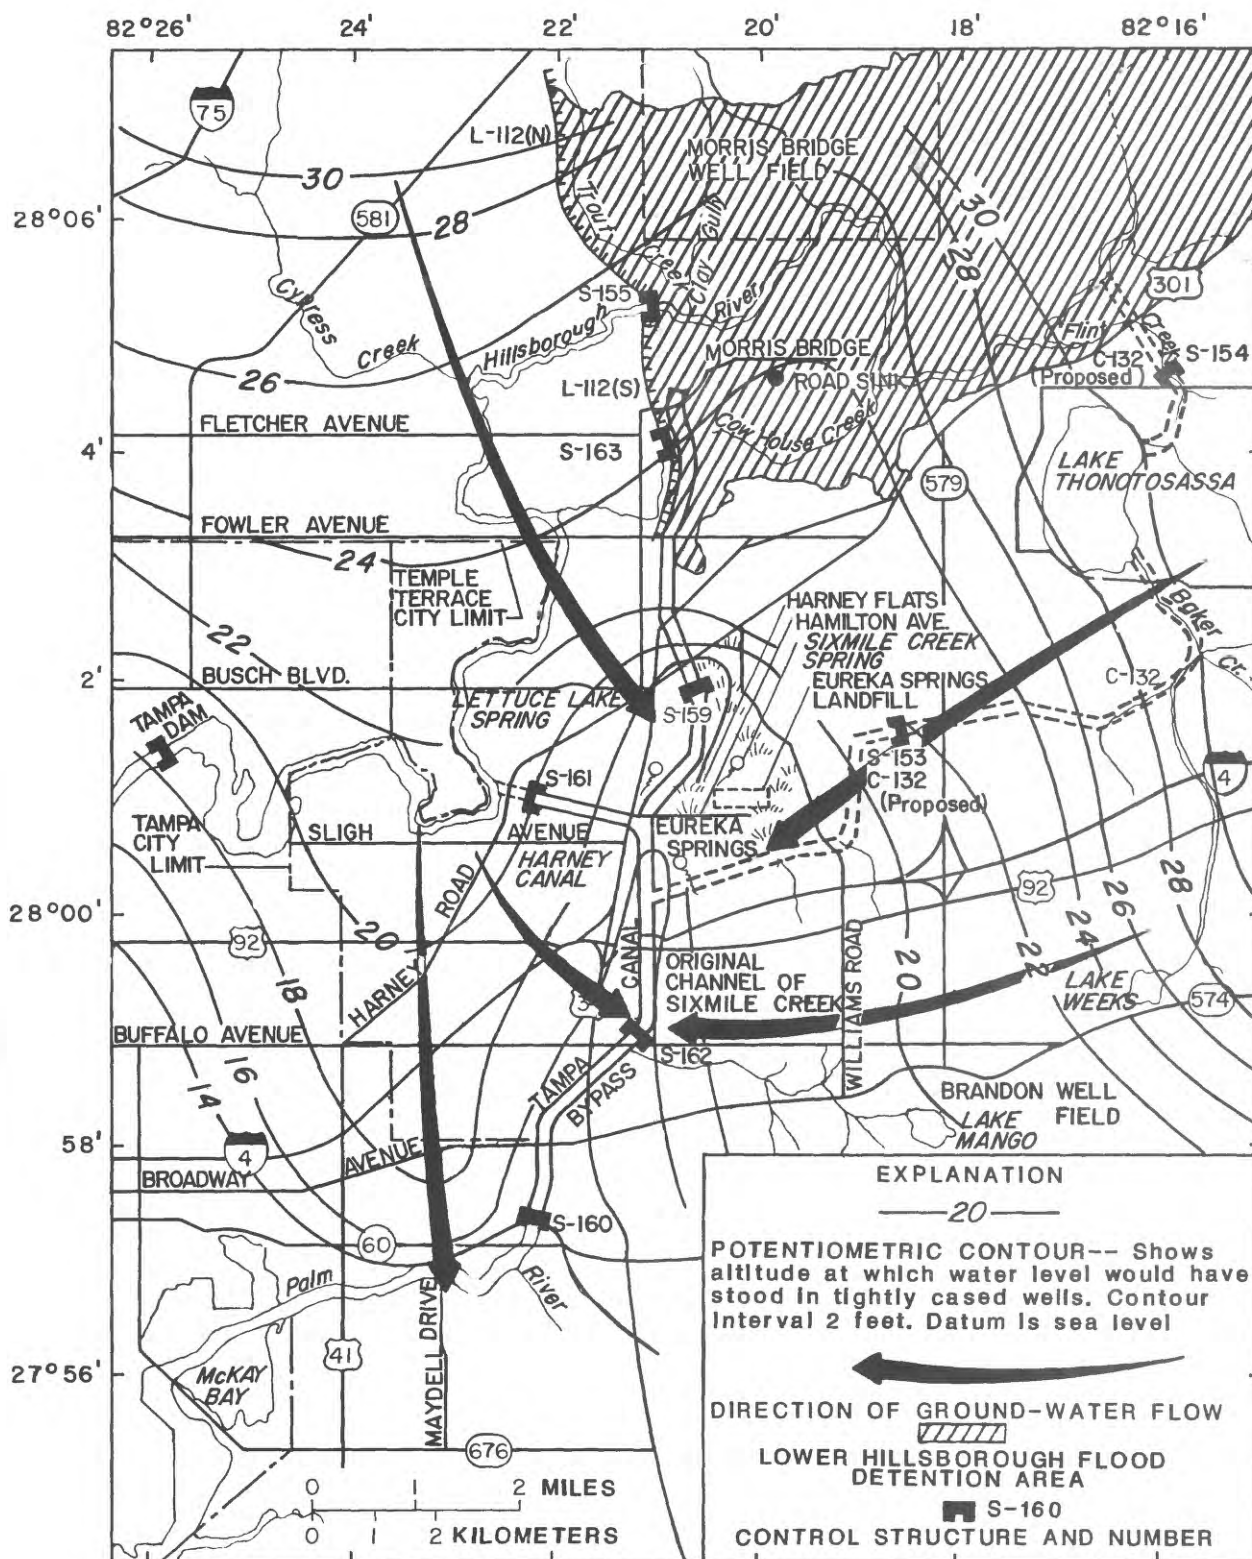 82°26' 24' 22' 20' 18' 82°16'
75
L-112(N)
MORRIS BRIDGE
WELL FIELD
30
30
28°06'
581
28
28
Trout
Creek
Clay Gully
River
301
S-155
Cypress
Creek
Hillsborough
Flint
Creek
MORRIS BRIDGE
ROAD SINK
C-132
(Proposed)
S-154
26
L-112(S)
FLETCHER AVENUE
Cow House Creek
4'
S-163
LAKE
THONOTOSASSA
579
FOWLER AVENUE
24
TEMPLE
TERRACE
CITY LIMIT
HARNEY FLATS
HAMILTON AVE.
SIXMILE CREEK
SPRING
EUREKA SPRINGS
LANDFILL
Baker
Cr.
22
2'
BUSCH BLVD.
LETTUCE LAKE
SPRING
S-159
C-132
TAMPA
DAM
S-153
C-132
(Proposed)
4
S-161
TAMPA
CITY
LIMIT
SLIGH AVENUE
EUREKA
SPRINGS
HARNEY
CANAL
28°00'
92
92
20
HARNEY ROAD
CANAL
ORIGINAL
CHANNEL OF
SIXMILE CREEK
WILLIAMS ROAD
20
22
24
26
28
LAKE
WEEKS
574
18
BUFFALO AVENUE
S-162
16
14
TAMPA
BYPASS
BRANDON WELL
FIELD
LAKE
MANGO
58'
4
BROADWAY AVENUE
S-160
60
Palm
River
MAYDELL DRIVE
27°56'
41
McKAY
BAY
676
0 1 2 MILES
0 1 2 KILOMETERS
EXPLANATION
20
POTENTIOMETRIC CONTOUR-- Shows
altitude at which water level would have
stood in tightly cased wells. Contour
Interval 2 feet. Datum is sea level
DIRECTION OF GROUND-WATER FLOW
LOWER HILLSBOROUGH FLOOD
DETENTION AREA
S-160
CONTROL STRUCTURE AND NUMBER